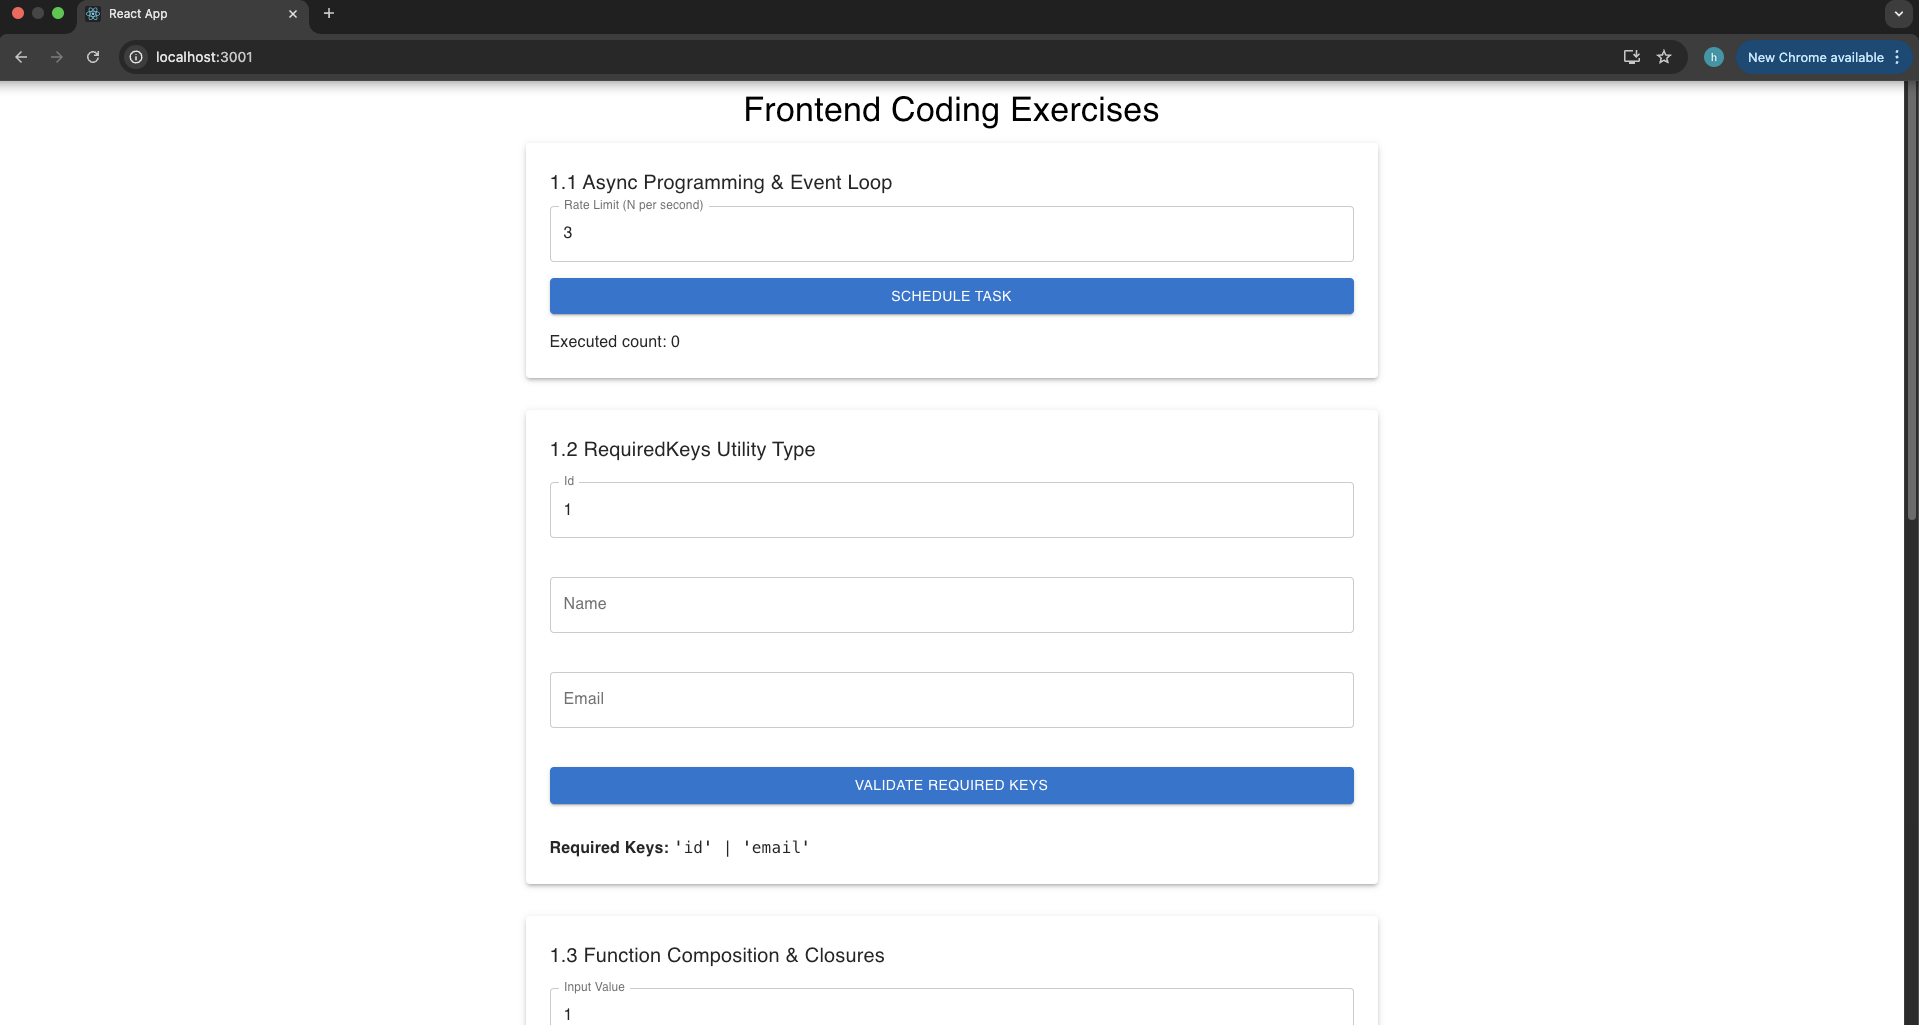 React App
localhost:3001
h
New Chrome available
Frontend Coding Exercises
1.1 Async Programming & Event Loop
Rate Limit (N per second)
3
SCHEDULE TASK
Executed count: 0
1.2 RequiredKeys Utility Type
Id
1
Name
Email
VALIDATE REQUIRED KEYS
Required Keys: 'id' | 'email'
1.3 Function Composition & Closures
Input Value
1